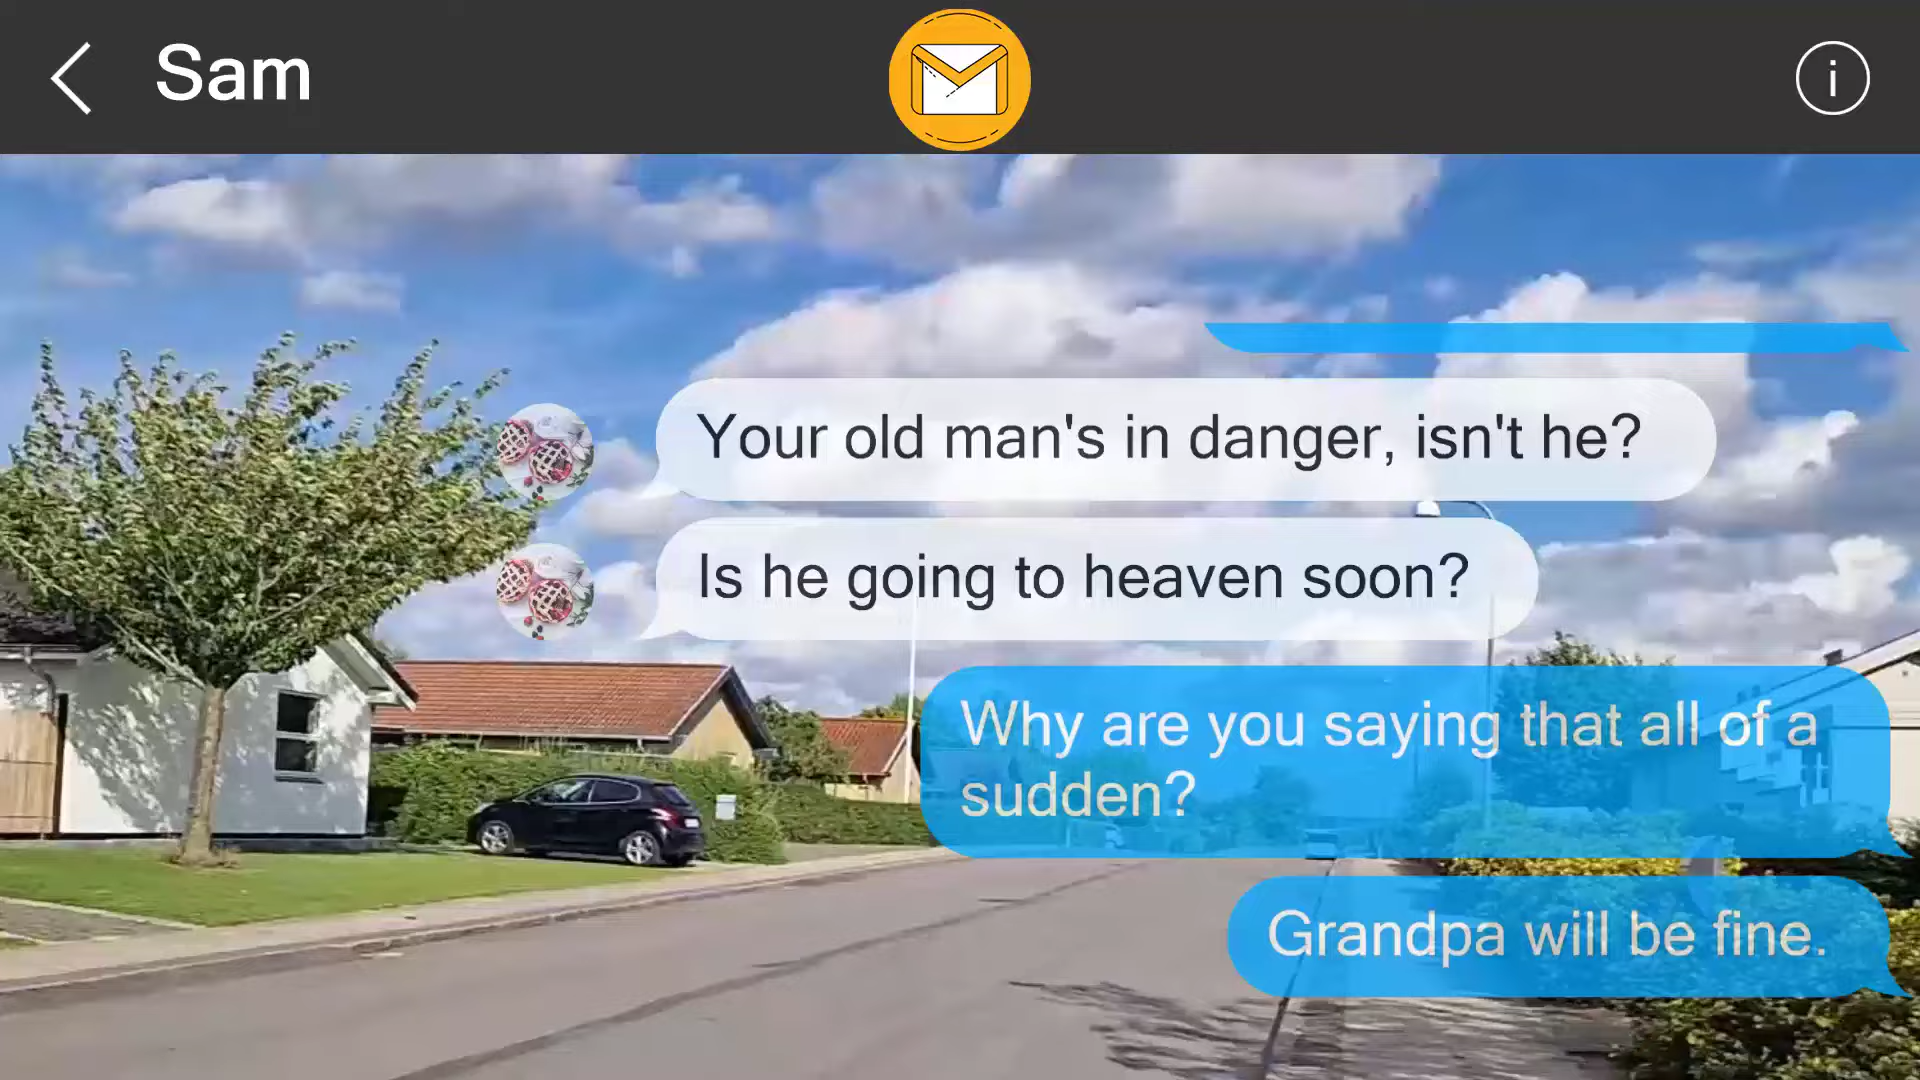 Sam
Your old man's in danger, isn't he?
Is he going to heaven soon?
Why are you saying that all of a
sudden?
Grandpa will be fine.